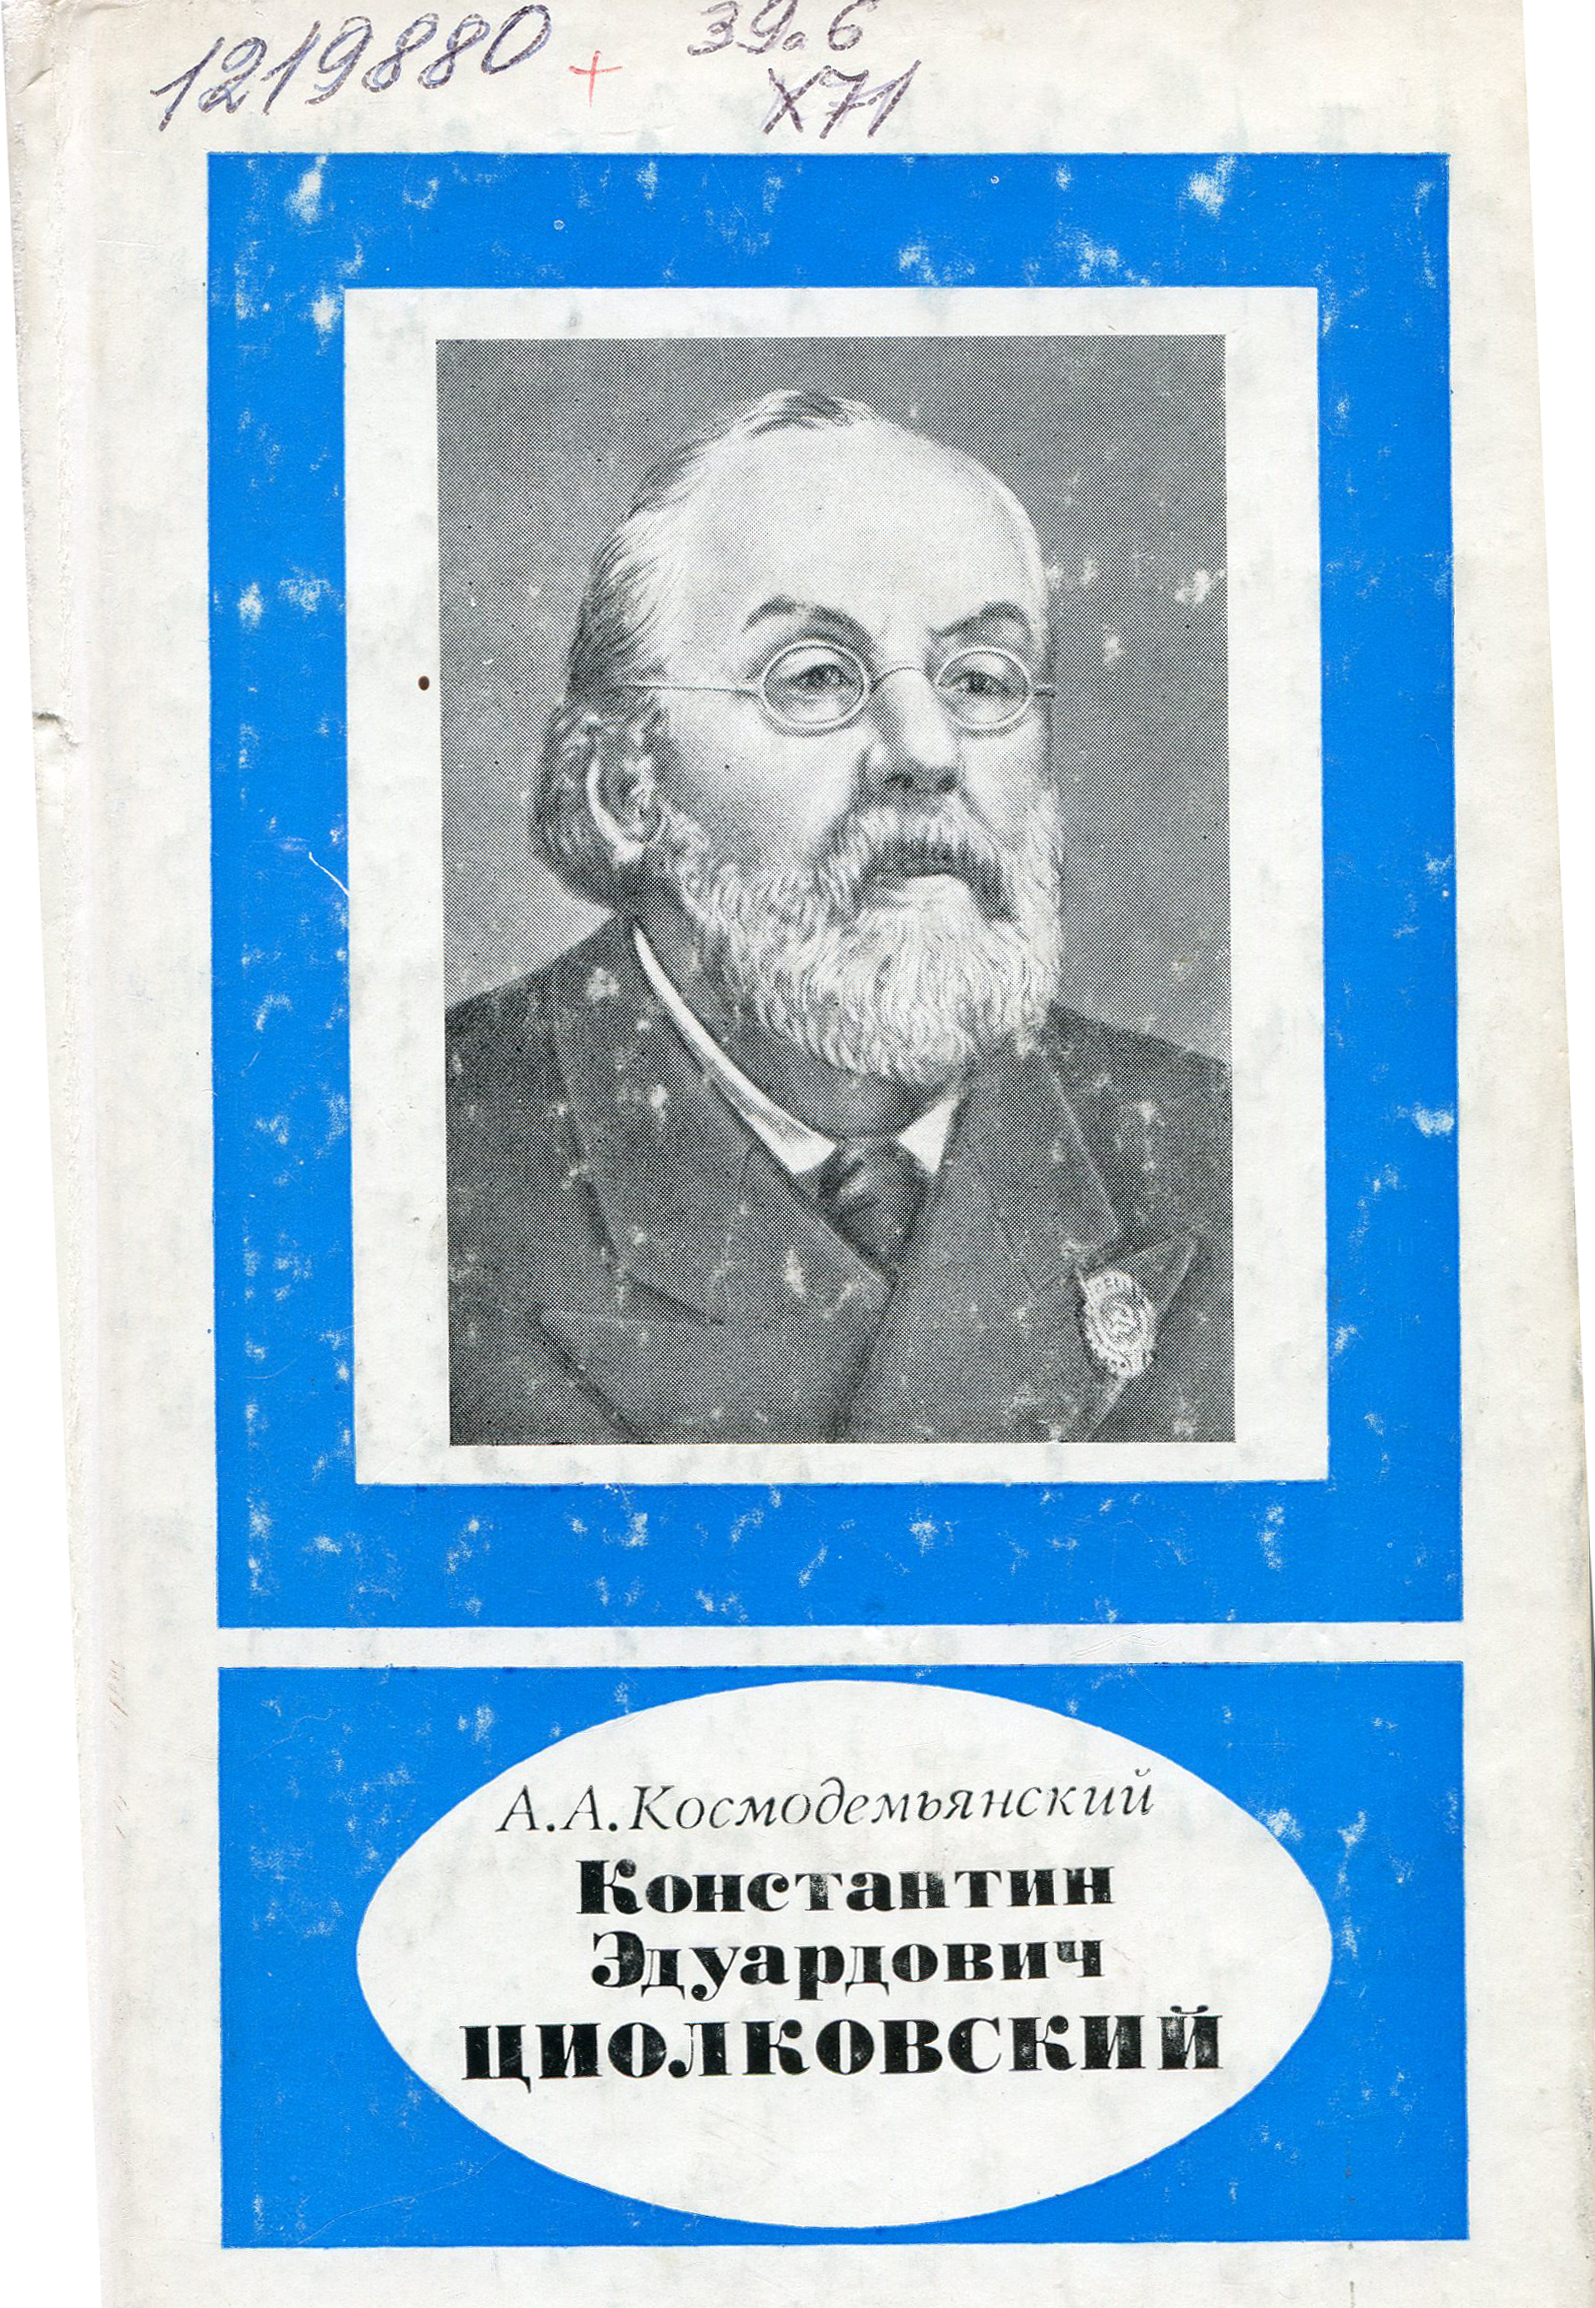 1219880 + 39.6
Х71
А.А.Космодемьянский
Константин
Эдуардович
ЦИОЛКОВСКИЙ